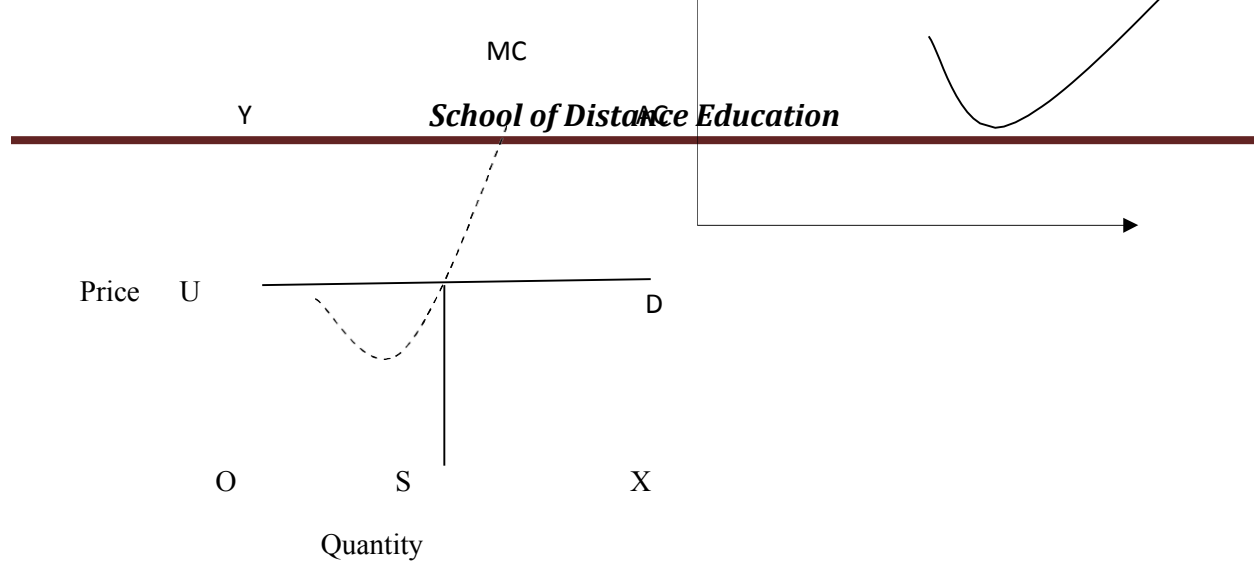 MC
Y School of Distance Education AC
Price U
D
O S X
Quantity